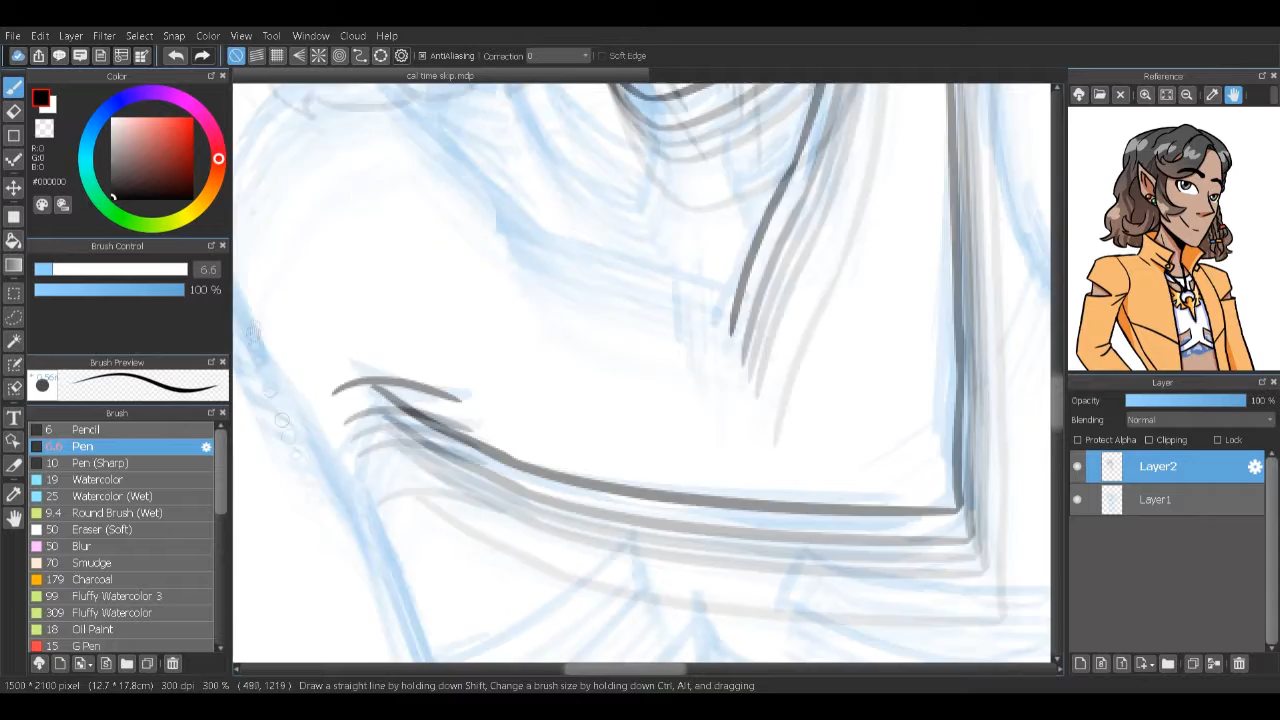 File Edit Layer Filter Select Snap Color View Tool Window Cloud Help
AntiAliasing Correction 0 Soft Edge
Color
cal time skip.mdp
Reference
R:0
G:0
B:0
#000000
Brush Control
6.6
100 %
Brush Preview
Brush
6 Pencil
6.6 Pen
10 Pen (Sharp)
19 Watercolor
25 Watercolor (Wet)
9.4 Round Brush (Wet)
50 Eraser (Soft)
50 Blur
70 Smudge
179 Charcoal
99 Fluffy Watercolor 3
309 Fluffy Watercolor
18 Oil Paint
15 G Pen
Layer
Opacity 100 %
Blending Normal
Protect Alpha Clipping Lock
Layer2
Layer1
1500 * 2100 pixel (12.7 * 17.8cm) 300 dpi 300 % ( 490, 1219 ) Draw a straight line by holding down Shift, Change a brush size by holding down Ctrl, Alt, and dragging